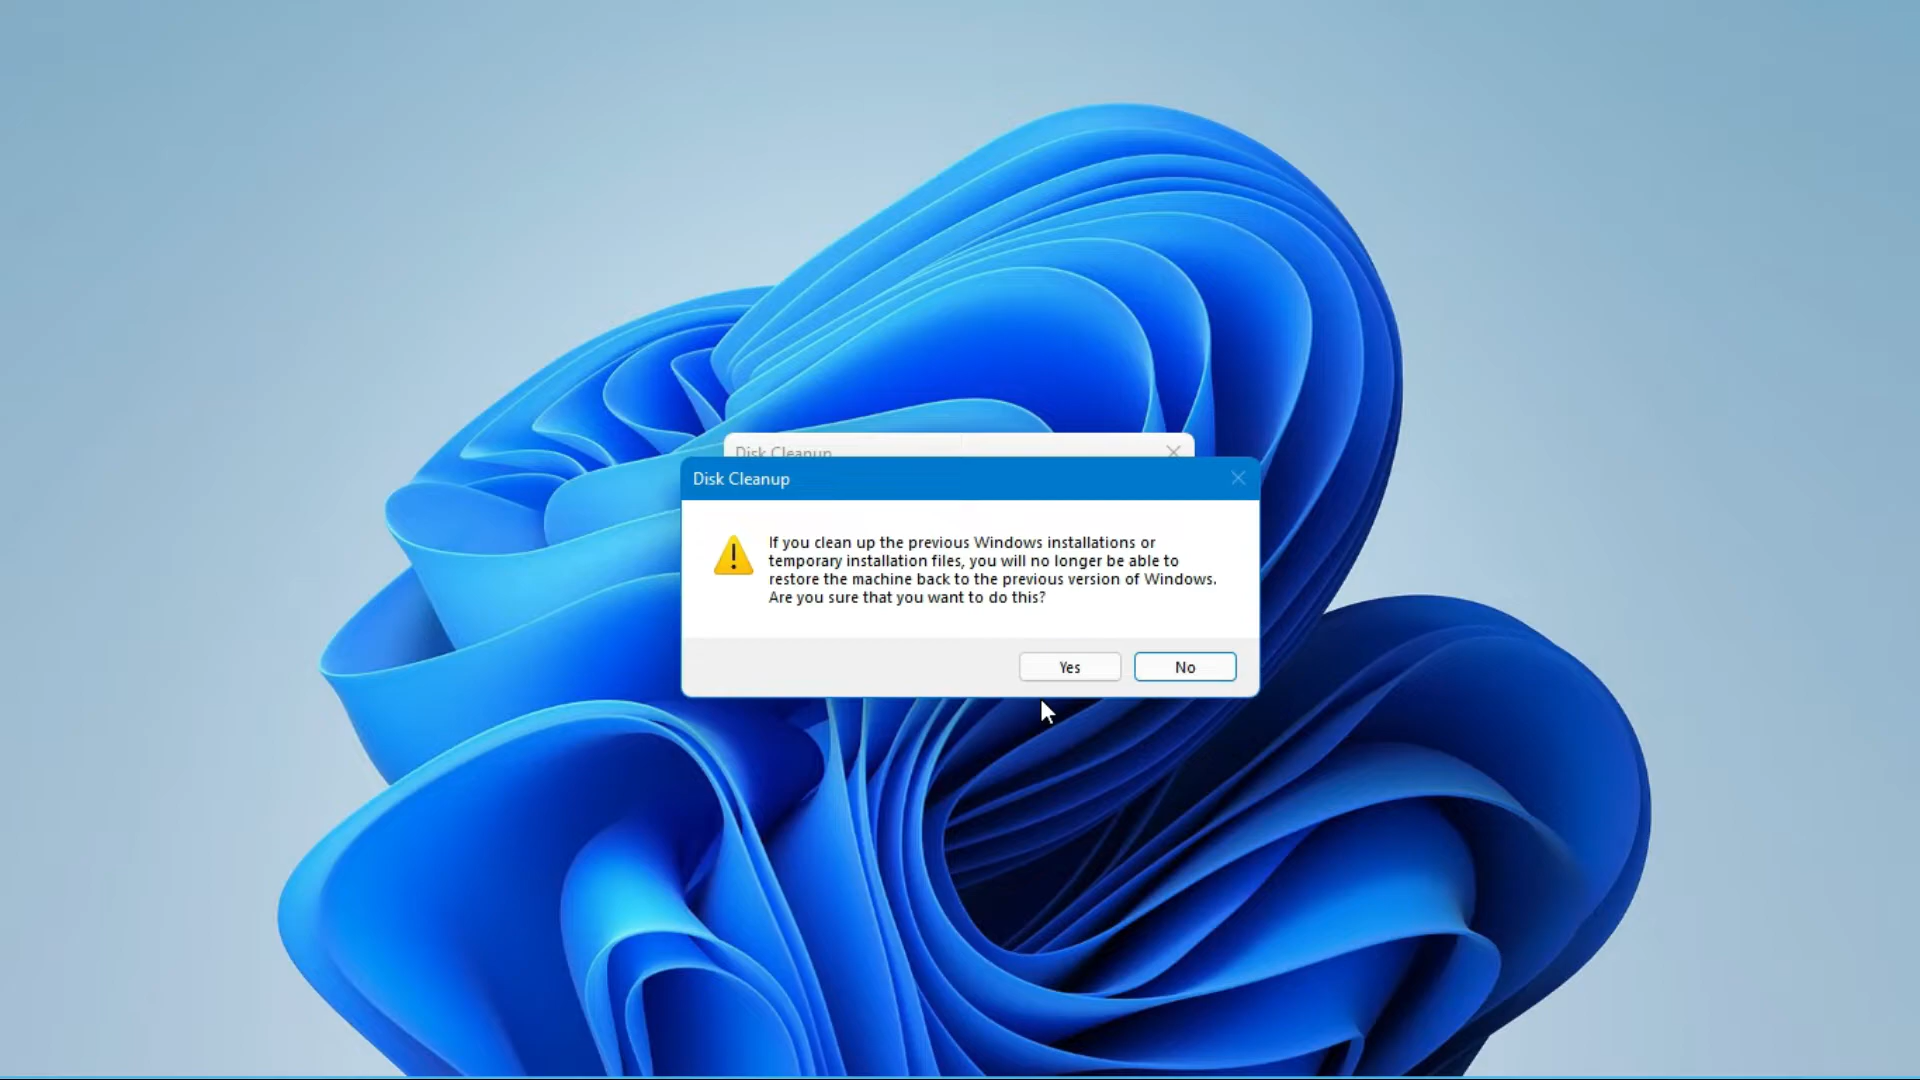 Disk Cleanup
Disk Cleanup
If you clean up the previous Windows installations or
temporary installation files, you will no longer be able to
restore the machine back to the previous version of Windows.
Are you sure that you want to do this?
Yes
No